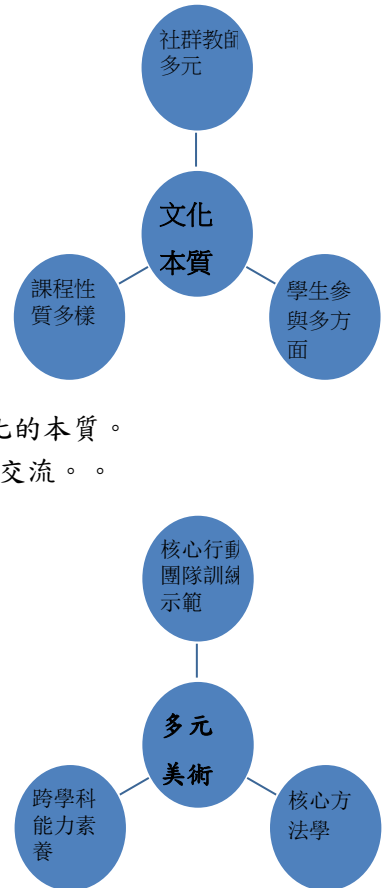 社群教師
多元
文化
本質
課程性
質多樣
學生參
與多方
面
化的本質。
交流。。
核心行動
團隊訓練
示範
多元
美術
跨學科
能力素
養
核心方
法學